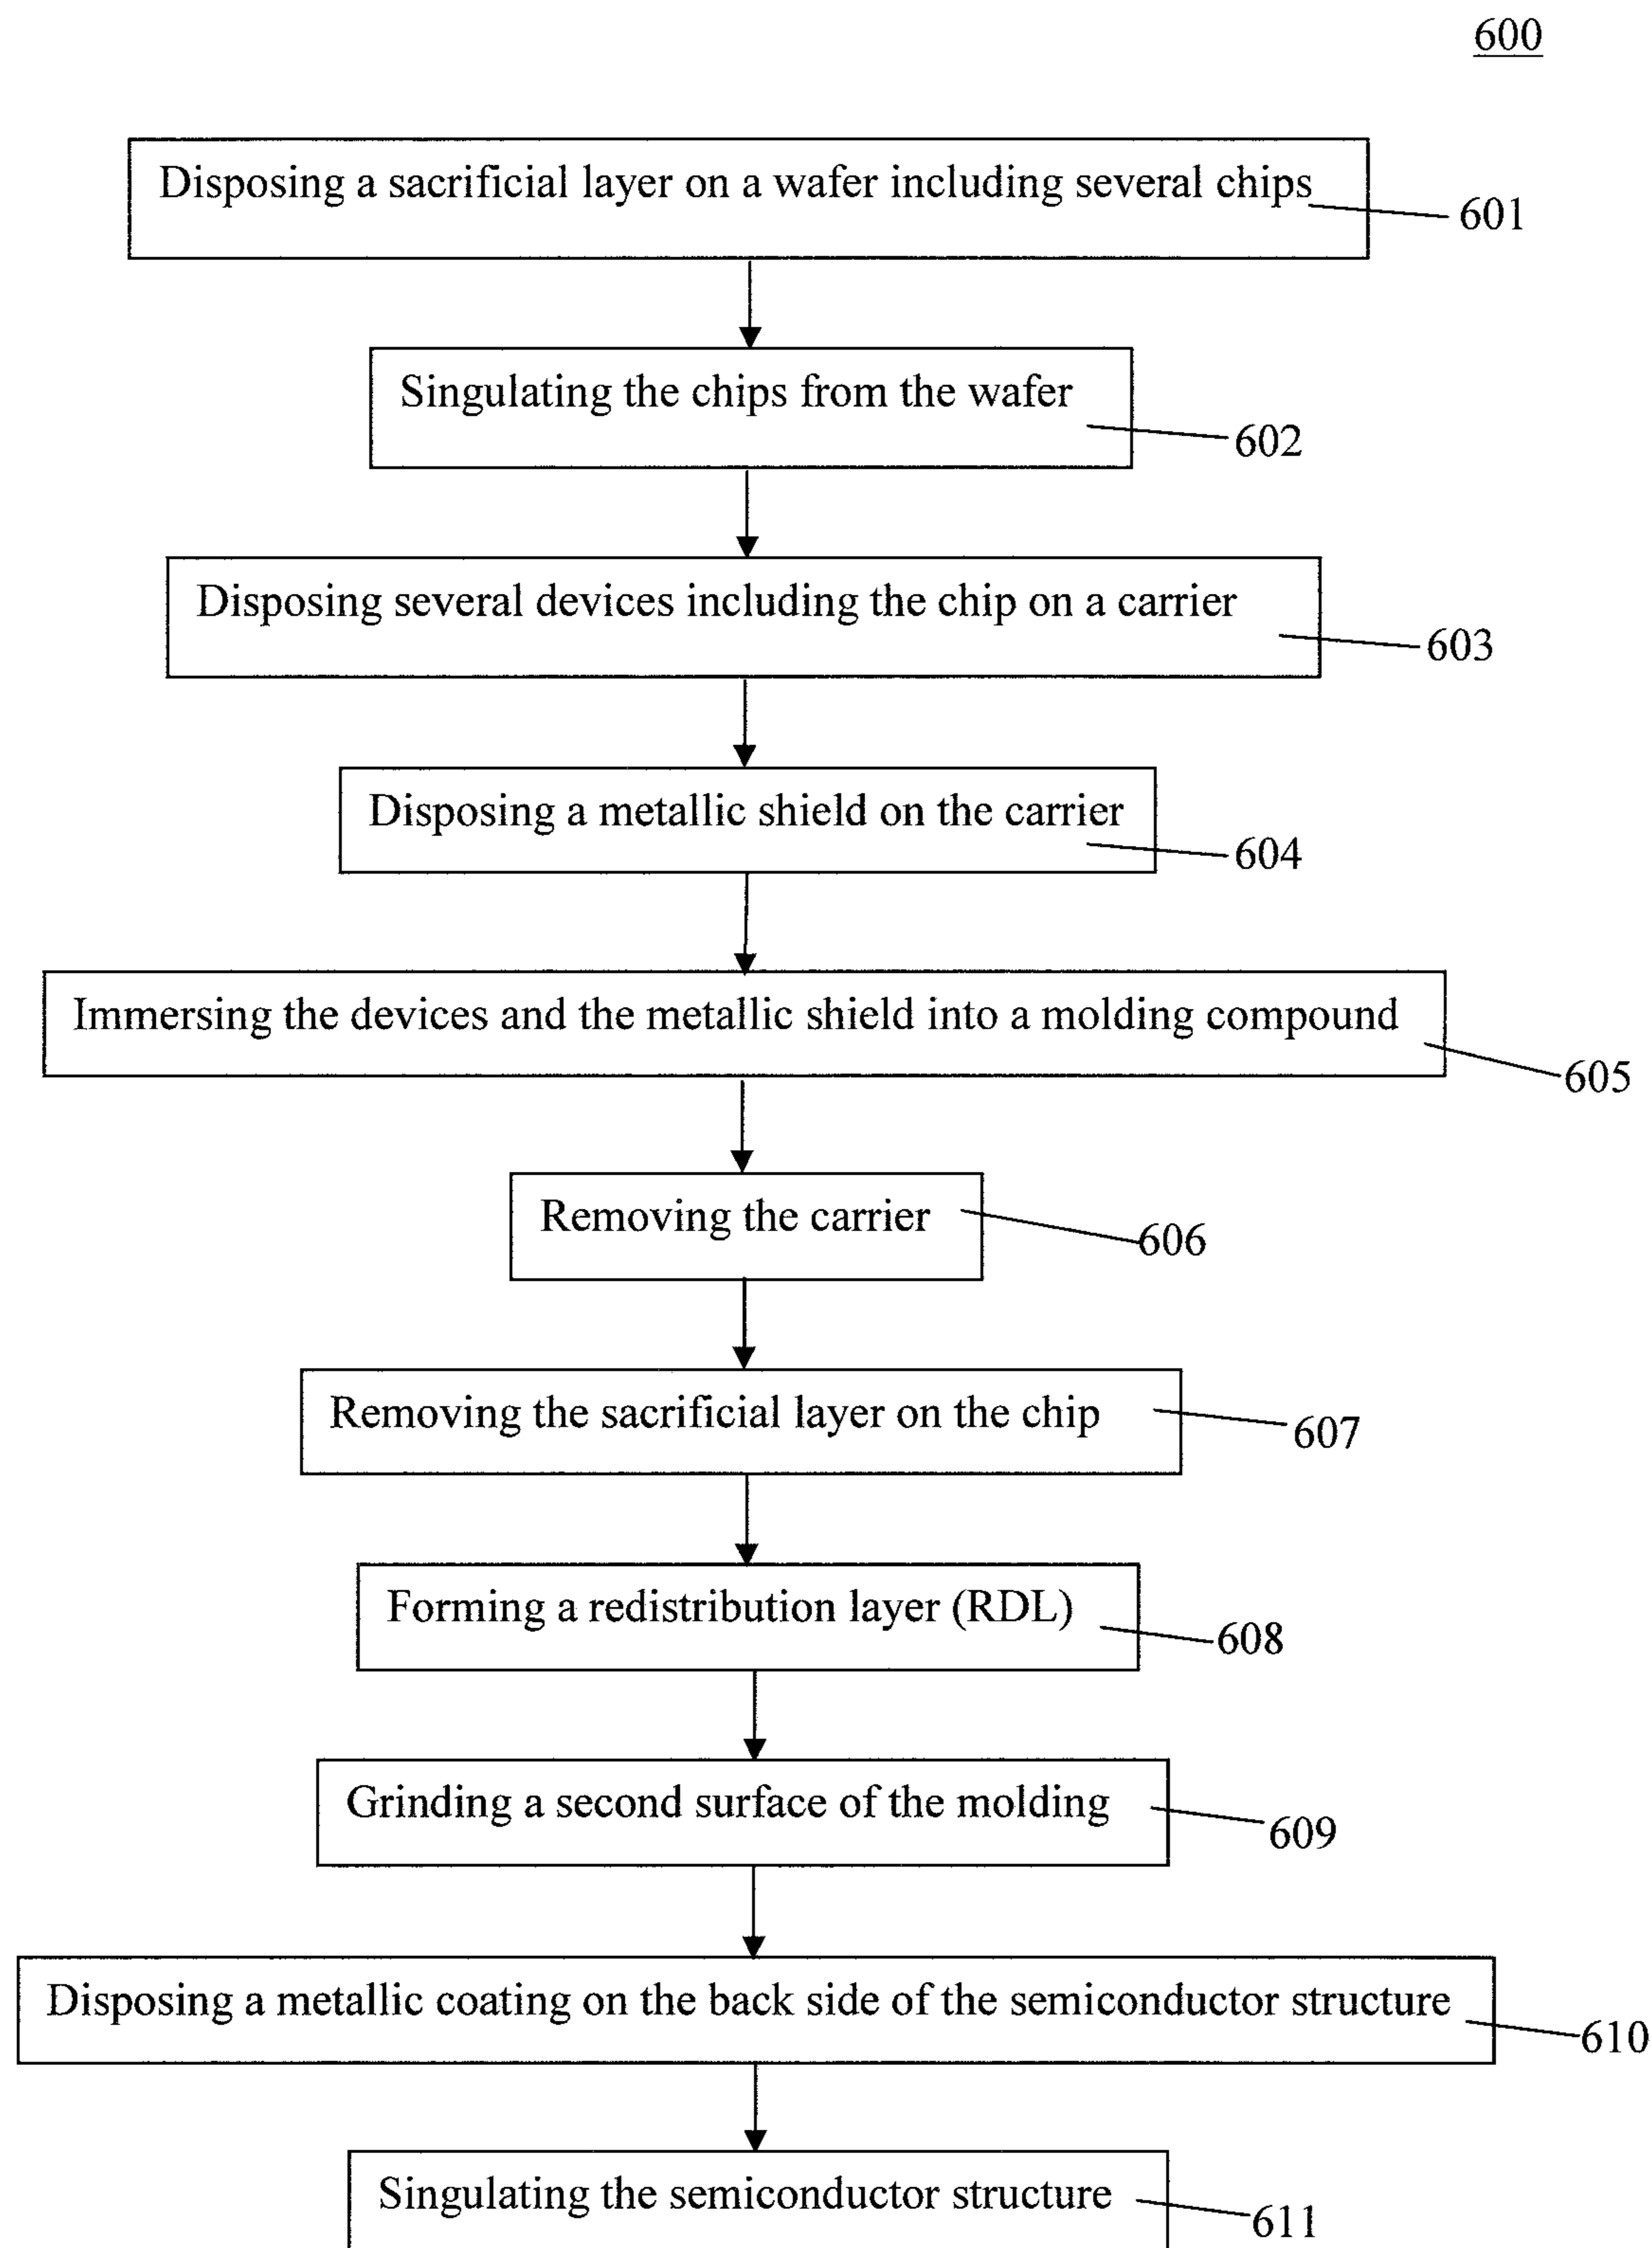 600
Disposing a sacrificial layer on a wafer including several chips
601
Singulating the chips from the wafer
602
Disposing several devices including the chip on a carrier
603
Disposing a metallic shield on the carrier
604
Immersing the devices and the metallic shield into a molding compound
605
Removing the carrier
606
Removing the sacrificial layer on the chip
607
Forming a redistribution layer (RDL)
608
Grinding a second surface of the molding
609
Disposing a metallic coating on the back side of the semiconductor structure
610
Singulating the semiconductor structure
611